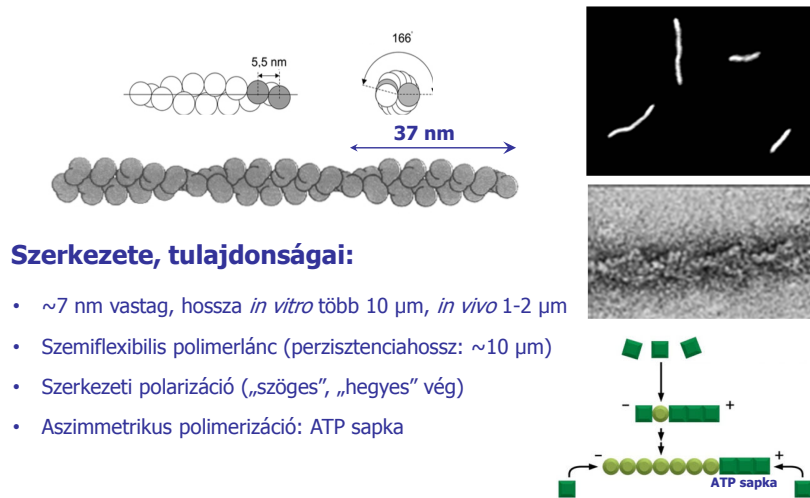 166°
5,5 nm
37 nm
Szerkezete, tulajdonságai:
• ~7 nm vastag, hossza in vitro több 10 µm, in vivo 1-2 µm
• Szemiflexibilis polimerlánc (perzisztenciahossz: ~10 µm)
• Szerkezeti polarizáció („szöges”, „hegyes” vég)
• Aszimmetrikus polimerizáció: ATP sapka
− +
− +
ATP sapka